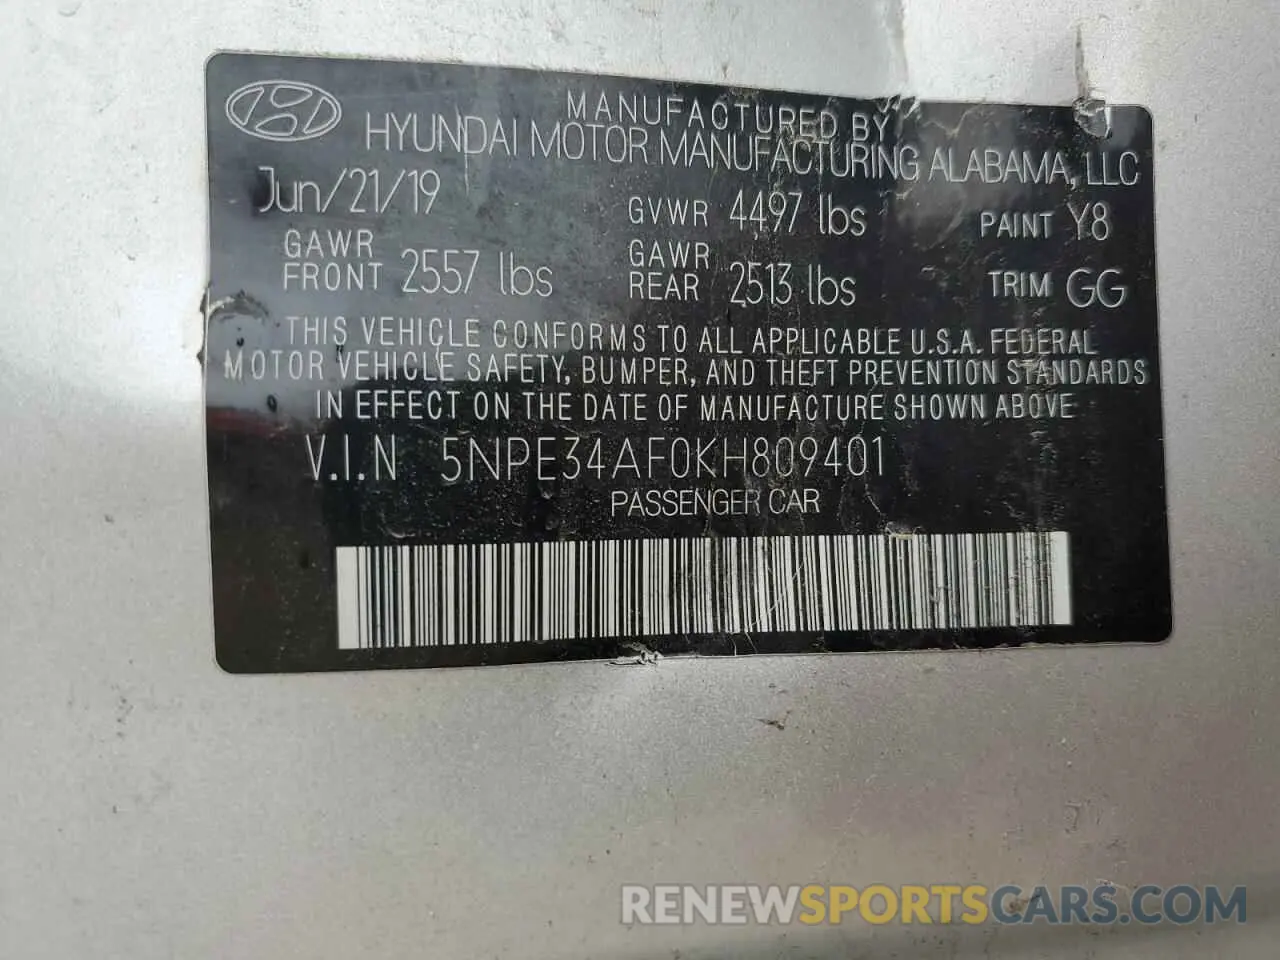 MANUFACTURED BY
HYUNDAI MOTOR MANUFACTURING ALABAMA, LLC
Jun/21/19 GVWR 4497 lbs PAINT Y8
GAWR FRONT 2557 lbs GAWR REAR 2513 lbs TRIM GG
THIS VEHICLE CONFORMS TO ALL APPLICABLE U.S.A. FEDERAL
MOTOR VEHICLE SAFETY, BUMPER, AND THEFT PREVENTION STANDARDS
IN EFFECT ON THE DATE OF MANUFACTURE SHOWN ABOVE
V.I.N 5NPE34AF0KH809401
PASSENGER CAR
RENEWSPORTSCARS.COM